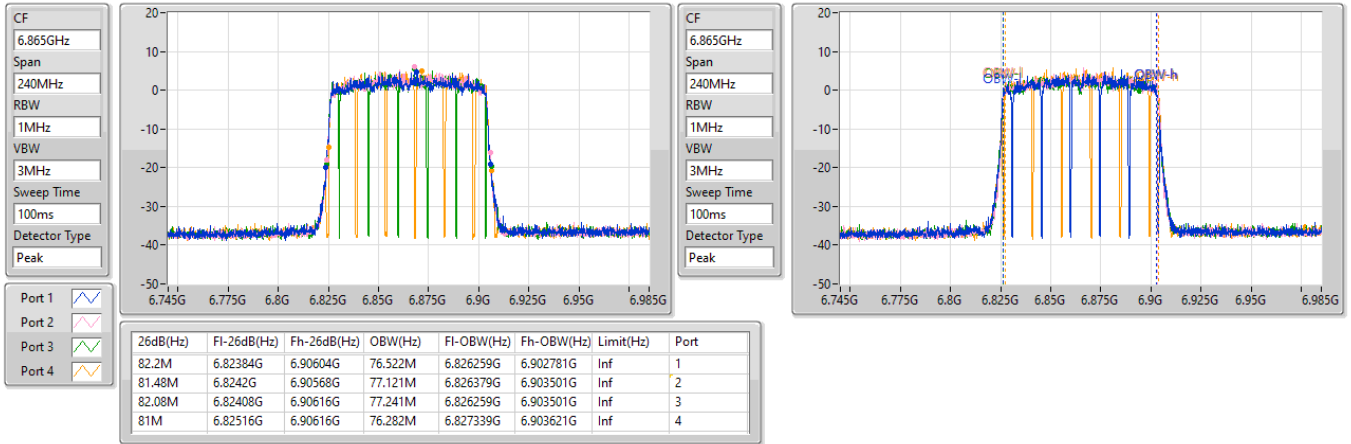 CF
6.865GHz
Span
240MHz
RBW
1MHz
VBW
3MHz
Sweep Time
100ms
Detector Type
Peak
20
10
0
-10
-20
-30
-40
-50
6.745G 6.775G 6.8G 6.825G 6.85G 6.875G 6.9G 6.925G 6.95G 6.985G
CF
6.865GHz
Span
240MHz
RBW
1MHz
VBW
3MHz
Sweep Time
100ms
Detector Type
Peak
20
10
0
-10
-20
-30
-40
-50
OBW-l
OBW-h
6.745G 6.775G 6.8G 6.825G 6.85G 6.875G 6.9G 6.925G 6.95G 6.985G
Port 1
Port 2
Port 3
Port 4
26dB(Hz) Fl-26dB(Hz) Fh-26dB(Hz) OBW(Hz) Fl-OBW(Hz) Fh-OBW(Hz) Limit(Hz) Port
82.2M 6.82384G 6.90604G 76.522M 6.826259G 6.902781G Inf 1
81.48M 6.8242G 6.90568G 77.121M 6.826379G 6.903501G Inf 2
82.08M 6.82408G 6.90616G 77.241M 6.826259G 6.903501G Inf 3
81M 6.82516G 6.90616G 76.282M 6.827339G 6.903621G Inf 4